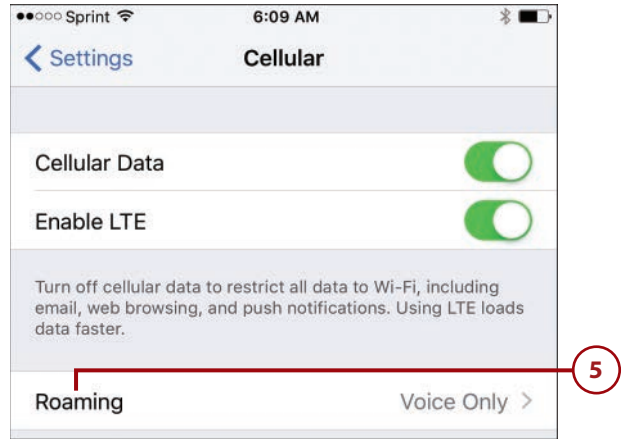 Sprint 6:09 AM
Settings Cellular
Cellular Data
Enable LTE
Turn off cellular data to restrict all data to Wi-Fi, including
email, web browsing, and push notifications. Using LTE loads
data faster.
5
Roaming Voice Only